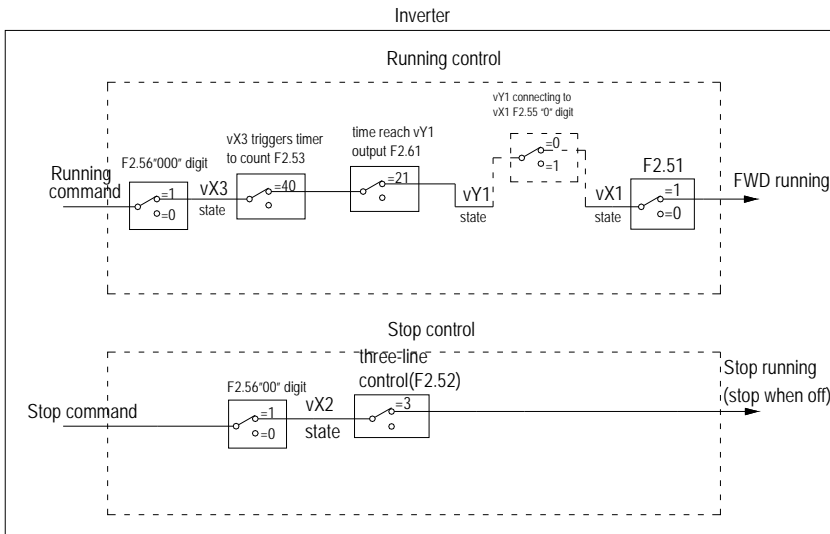 Inverter
Running control
vY1 connecting to
vX1 F2.55 "0" digit
vX3 triggers timer
to count F2.53
time reach vY1
output F2.61
F2.56"000" digit
Running
command
=1
=0
vX3
state
=40
=21
vY1
state
=0
=1
vX1
state
F2.51
=1
=0
FWD running
Stop control
three-line
control(F2.52)
F2.56"00" digit
Stop command
=1
=0
vX2
state
=3
Stop running
(stop when off)